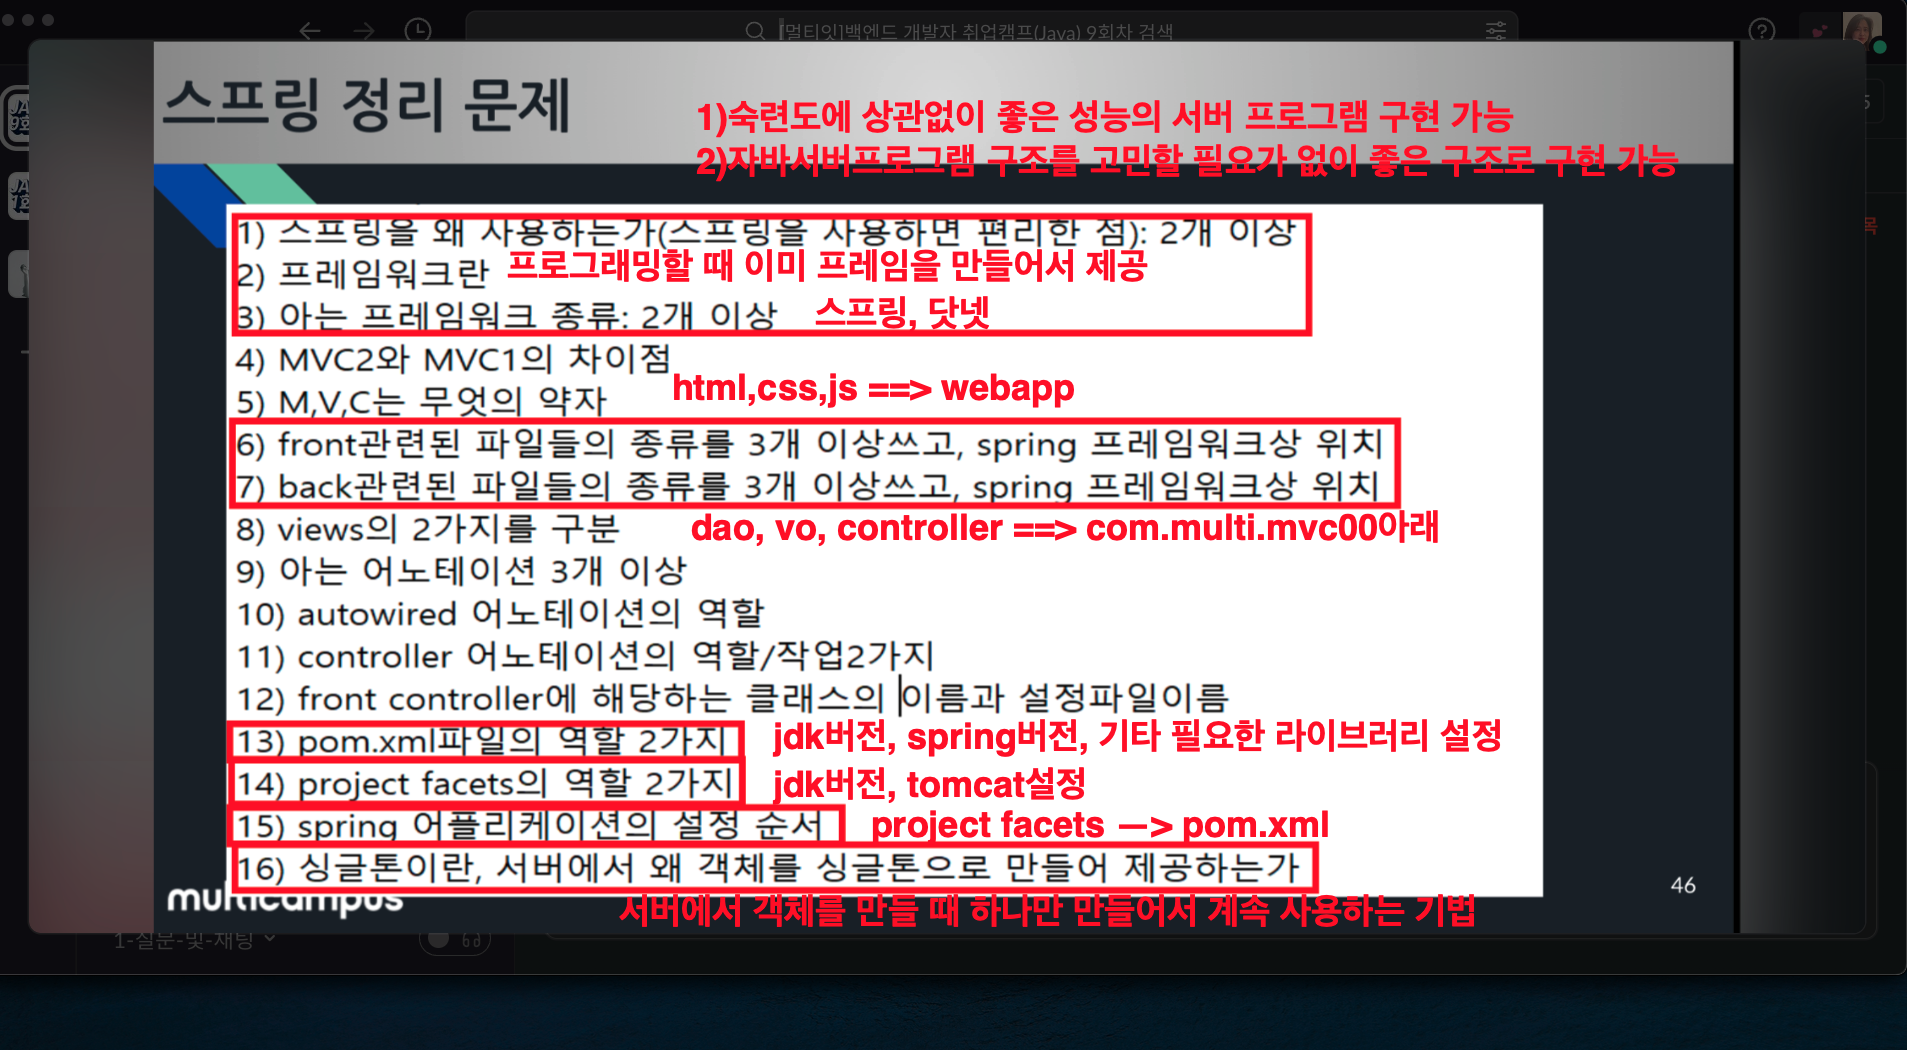 [멀티잇]백엔드 개발자 취업캠프(Java) 9회차 검색
스프링 정리 문제
1)숙련도에 상관없이 좋은 성능의 서버 프로그램 구현 가능
2)자바서버프로그램 구조를 고민할 필요가 없이 좋은 구조로 구현 가능
1) 스프링을 왜 사용하는가(스프링을 사용하면 편리한 점): 2개 이상
2) 프레임워크란 프로그래밍할 때 이미 프레임을 만들어서 제공
3) 아는 프레임워크 종류: 2개 이상 스프링, 닷넷
4) MVC2와 MVC1의 차이점
5) M,V,C는 무엇의 약자
html,css,js ==> webapp
6) front관련된 파일들의 종류를 3개 이상쓰고, spring 프레임워크상 위치
7) back관련된 파일들의 종류를 3개 이상쓰고, spring 프레임워크상 위치
8) views의 2가지를 구분
dao, vo, controller ==> com.multi.mvc00아래
9) 아는 어노테이션 3개 이상
10) autowired 어노테이션의 역할
11) controller 어노테이션의 역할/작업2가지
12) front controller에 해당하는 클래스의 이름과 설정파일이름
13) pom.xml파일의 역할 2가지 jdk버전, spring버전, 기타 필요한 라이브러리 설정
14) project facets의 역할 2가지 jdk버전, tomcat설정
15) spring 어플리케이션의 설정 순서 project facets —> pom.xml
16) 싱글톤이란, 서버에서 왜 객체를 싱글톤으로 만들어 제공하는가
46
multicampus
서버에서 객체를 만들 때 하나만 만들어서 계속 사용하는 기법
1-질문-및-채팅